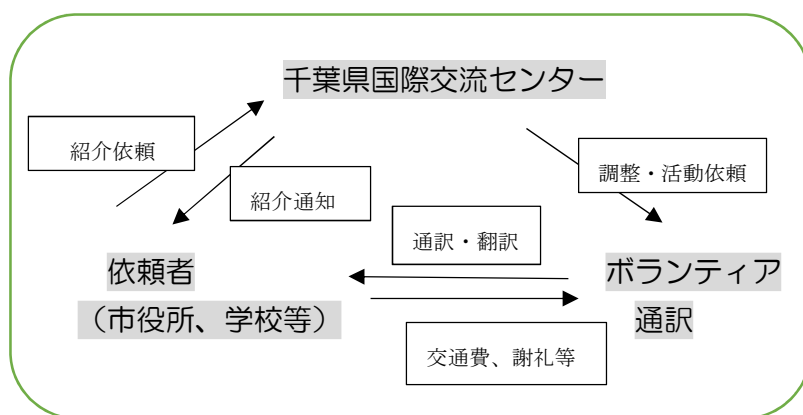 千葉県国際交流センター
紹介依頼
紹介通知
調整・活動依頼
通訳・翻訳
依頼者
（市役所、学校等）
ボランティア
通訳
交通費、謝礼等